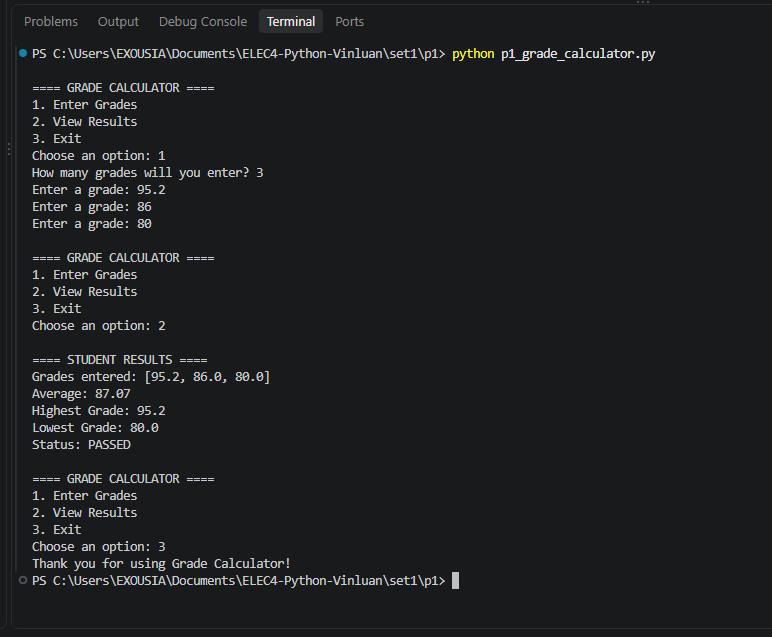 Problems Output Debug Console Terminal Ports
PS C:\Users\EXOUSIA\Documents\ELEC4-Python-Vinluan\set1\p1> python p1_grade_calculator.py
==== GRADE CALCULATOR ====
1. Enter Grades
2. View Results
3. Exit
Choose an option: 1
How many grades will you enter? 3
Enter a grade: 95.2
Enter a grade: 86
Enter a grade: 80
==== GRADE CALCULATOR ====
1. Enter Grades
2. View Results
3. Exit
Choose an option: 2
==== STUDENT RESULTS ====
Grades entered: [95.2, 86.0, 80.0]
Average: 87.07
Highest Grade: 95.2
Lowest Grade: 80.0
Status: PASSED
==== GRADE CALCULATOR ====
1. Enter Grades
2. View Results
3. Exit
Choose an option: 3
Thank you for using Grade Calculator!
PS C:\Users\EXOUSIA\Documents\ELEC4-Python-Vinluan\set1\p1>